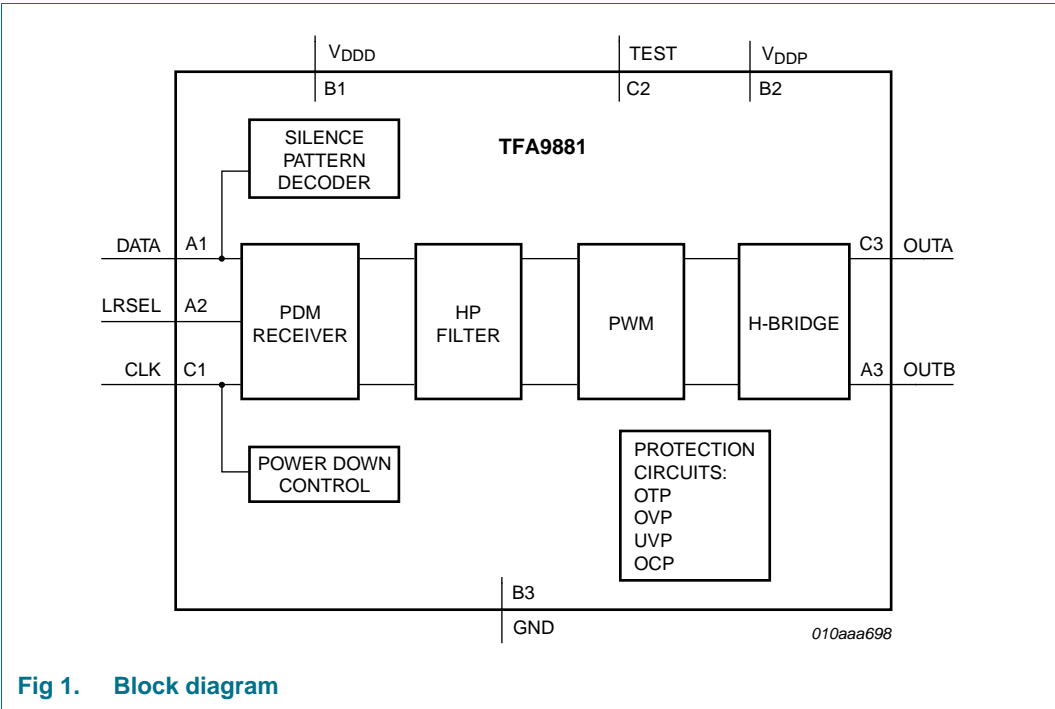 VDDD
TEST
VDDP
B1
C2
B2
SILENCE
PATTERN
DECODER
TFA9881
DATA
A1
C3
OUTA
LRSEL
A2
PDM
RECEIVER
HP
FILTER
PWM
H-BRIDGE
CLK
C1
A3
OUTB
POWER DOWN
CONTROL
PROTECTION
CIRCUITS:
OTP
OVP
UVP
OCP
B3
GND
010aaa698
Fig 1. Block diagram